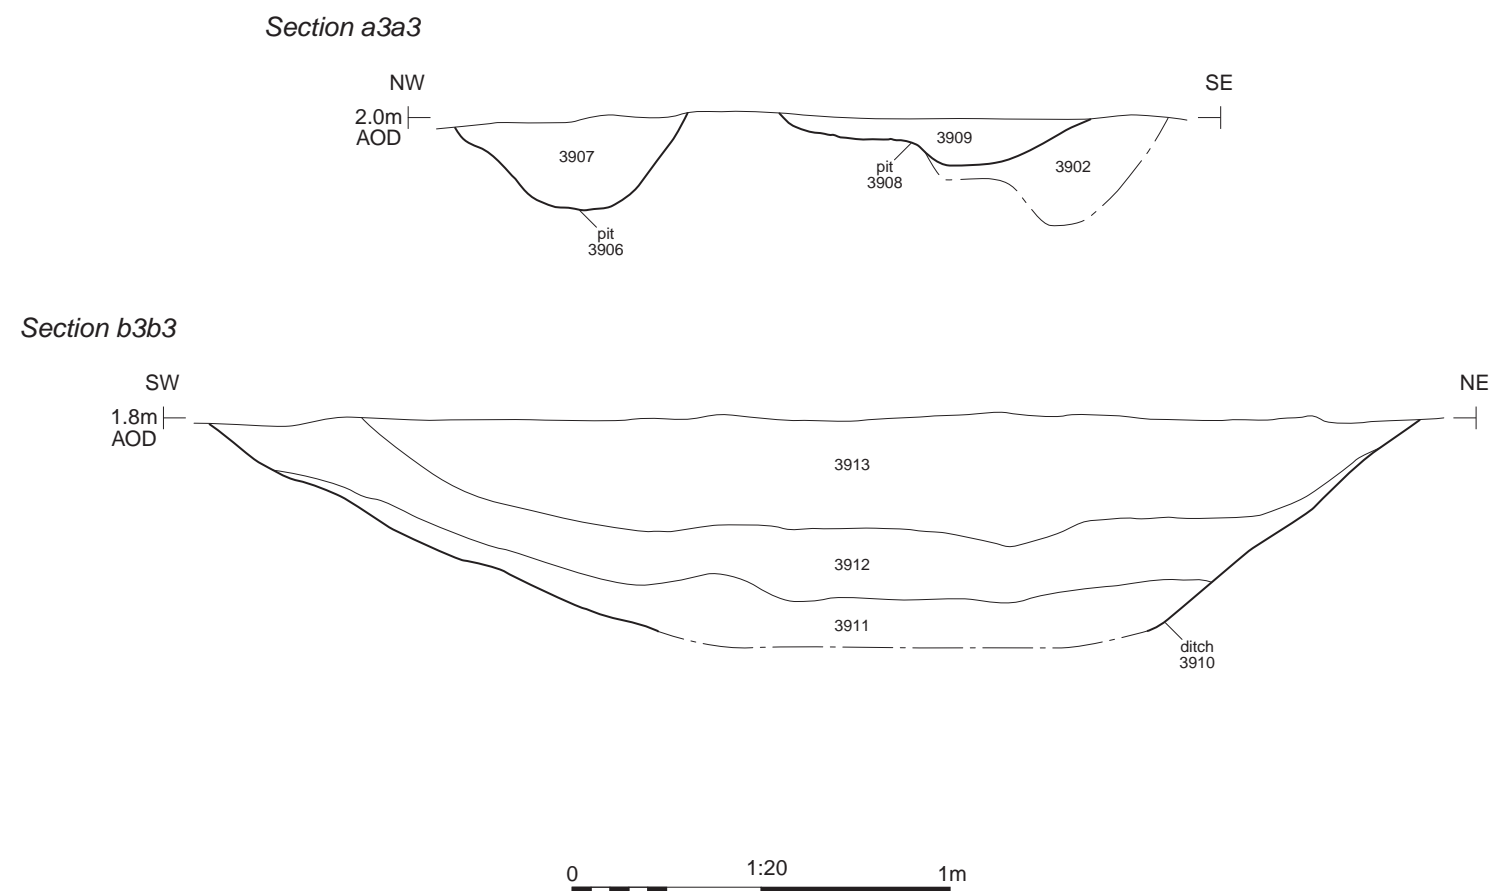 Section a3a3
NW
SE
2.0m
AOD
3907
3909
3902
pit
3908
pit
3906
Section b3b3
SW
NE
1.8m
AOD
3913
3912
3911
ditch
3910
0
1:20
1m